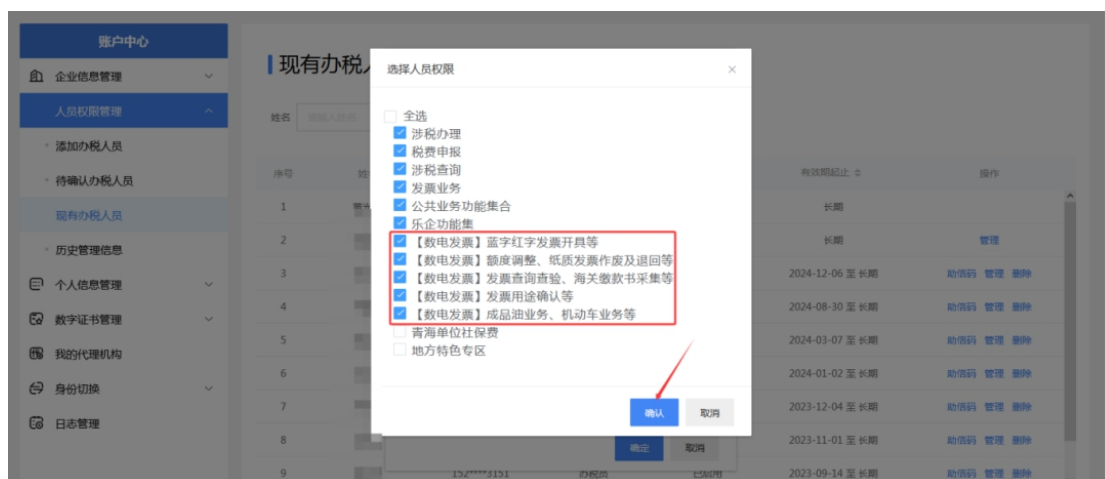 账户中心
企业信息管理
人员权限管理
添加办税人员
待确认办税人员
现有办税人员
历史管理信息
个人信息管理
数字证书管理
我的代理机构
身份切换
日志管理
现有办税
姓名 请输入姓名
序号 有效期起止 操作
1 长期
2 长期 管理
3 2024-12-06 至 长期 助信码 管理 删除
4 2024-08-30 至 长期 助信码 管理 删除
5 2024-03-07 至 长期 助信码 管理 删除
6 2024-01-02 至 长期 助信码 管理 删除
7 2023-12-04 至 长期 助信码 管理 删除
8 2023-11-01 至 长期 助信码 管理 删除
9 152****3151 办税员 已启用 2023-09-14 至 长期 助信码 管理 删除
选择人员权限
全选
涉税办理
税费申报
涉税查询
发票业务
公共业务功能集合
乐企功能集
【数电发票】蓝字红字发票开具等
【数电发票】额度调整、纸质发票作废及退回等
【数电发票】发票查询查验、海关缴款书采集等
【数电发票】发票用途确认等
【数电发票】成品油业务、机动车业务等
青海单位社保费
地方特色专区
确认 取消
确定 取消